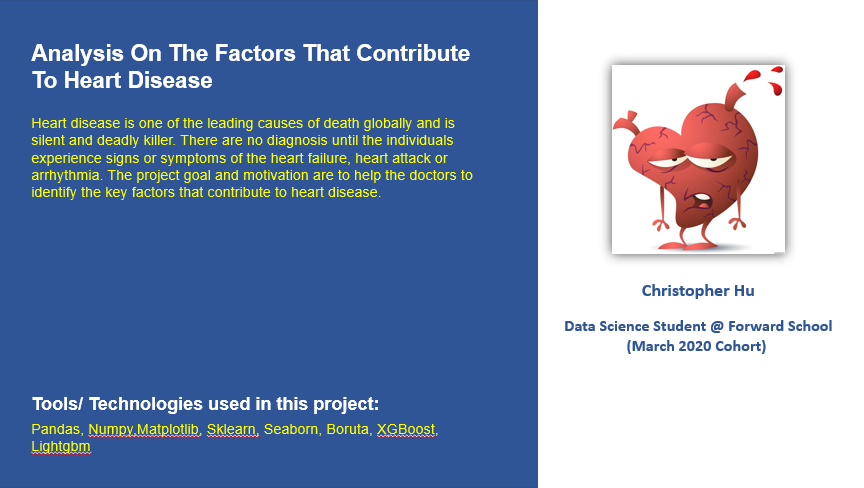 Analysis On The Factors That Contribute
To Heart Disease
Heart disease is one of the leading causes of death globally and is
silent and deadly killer. There are no diagnosis until the individuals
experience signs or symptoms of the heart failure, heart attack or
arrhythmia. The project goal and motivation are to help the doctors to
identify the key factors that contribute to heart disease.
Tools/ Technologies used in this project:
Pandas, Numpy,Matplotlib, Sklearn, Seaborn, Boruta, XGBoost,
Lightgbm
Christopher Hu
Data Science Student @ Forward School
(March 2020 Cohort)